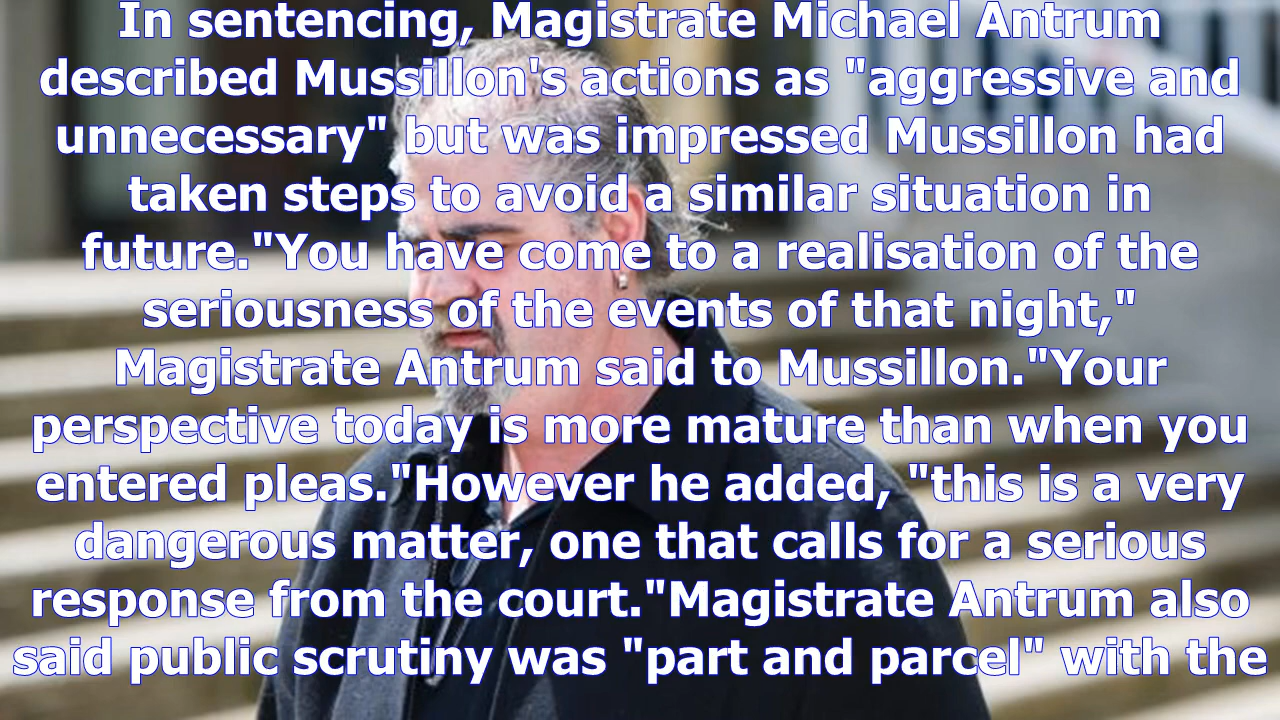 In sentencing, Magistrate Michael Antrum
described Mussillon's actions as "aggressive and
unnecessary" but was impressed Mussillon had
taken steps to avoid a similar situation in
future."You have come to a realisation of the
seriousness of the events of that night,"
Magistrate Antrum said to Mussillon."Your
perspective today is more mature than when you
entered pleas."However he added, "this is a very
dangerous matter, one that calls for a serious
response from the court."Magistrate Antrum also
said public scrutiny was "part and parcel" with the